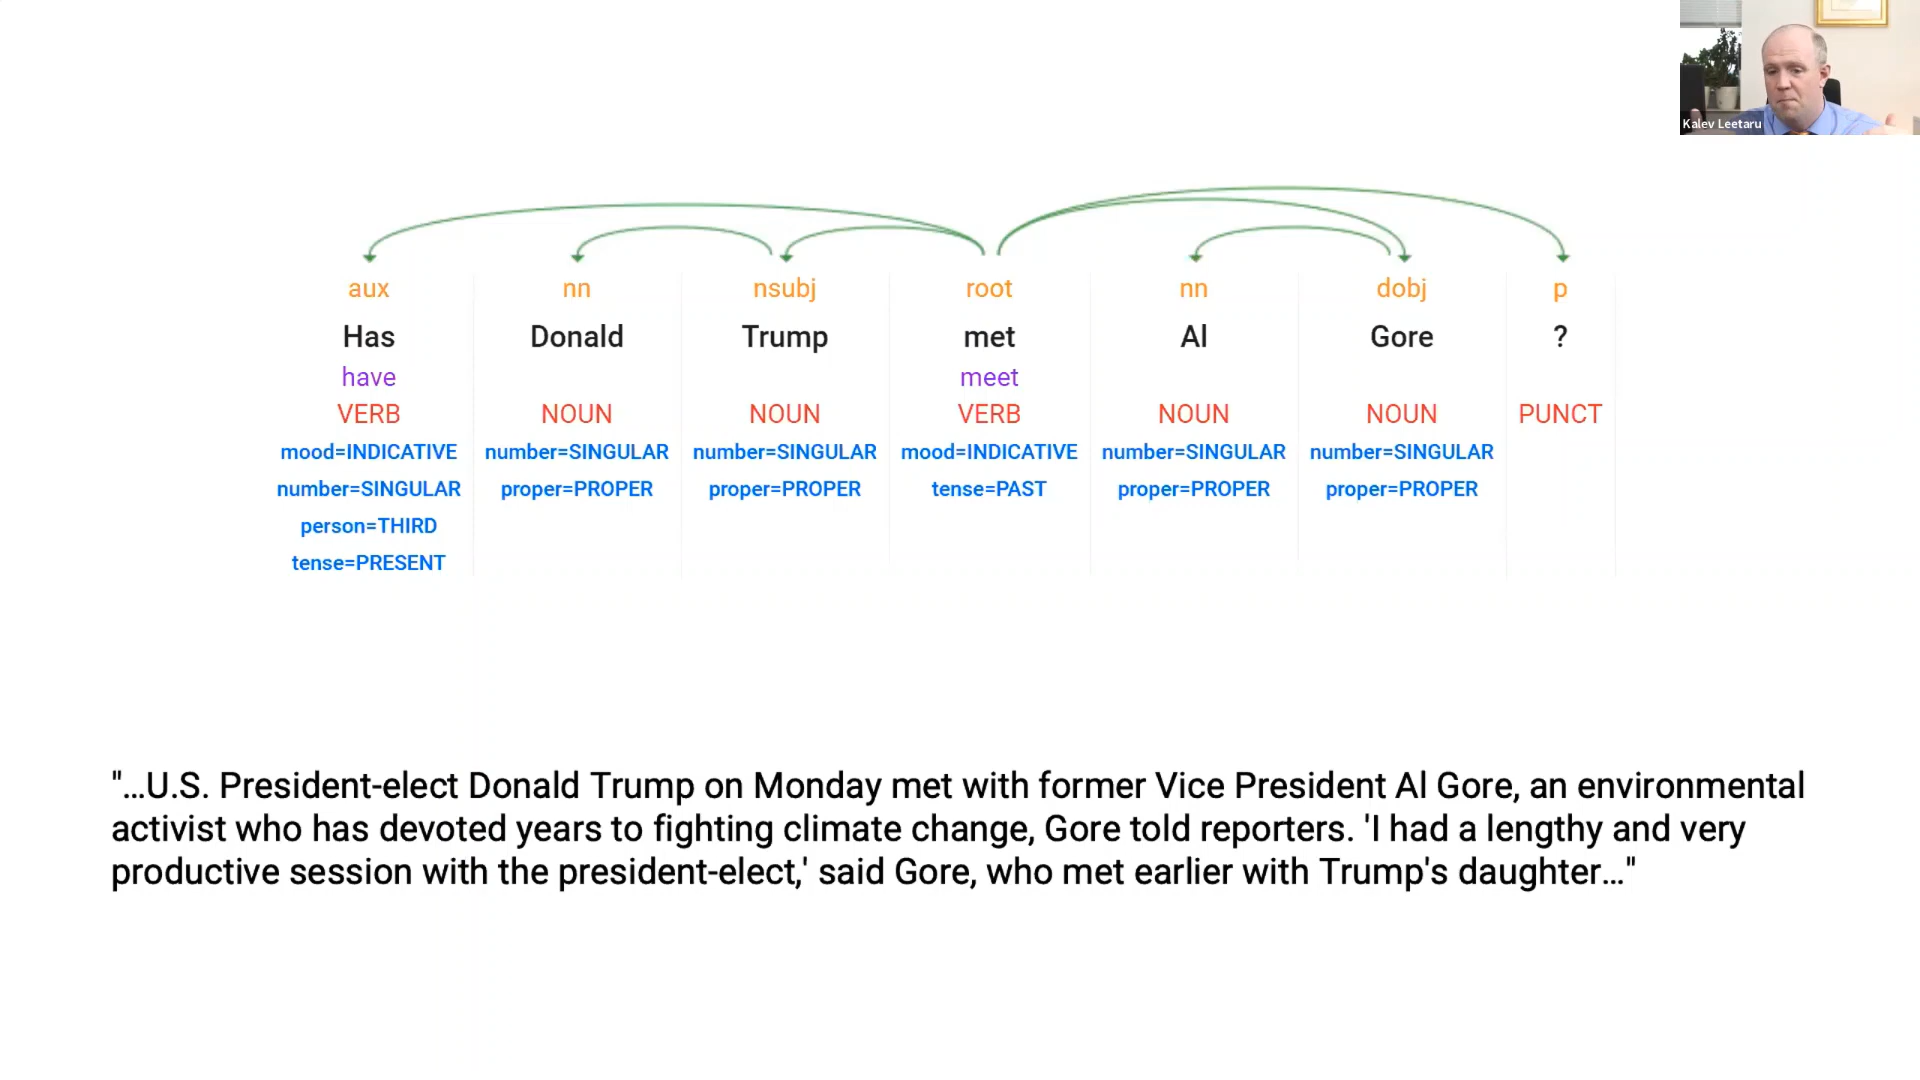 Kalev Leetaru
aux nn nsubj root nn dobj p
Has Donald Trump met Al Gore ?
have meet
VERB NOUN NOUN VERB NOUN NOUN PUNCT
mood=INDICATIVE number=SINGULAR number=SINGULAR mood=INDICATIVE number=SINGULAR number=SINGULAR
number=SINGULAR proper=PROPER proper=PROPER tense=PAST proper=PROPER proper=PROPER
person=THIRD
tense=PRESENT
"...U.S. President-elect Donald Trump on Monday met with former Vice President Al Gore, an environmental
activist who has devoted years to fighting climate change, Gore told reporters. 'I had a lengthy and very
productive session with the president-elect,' said Gore, who met earlier with Trump's daughter..."